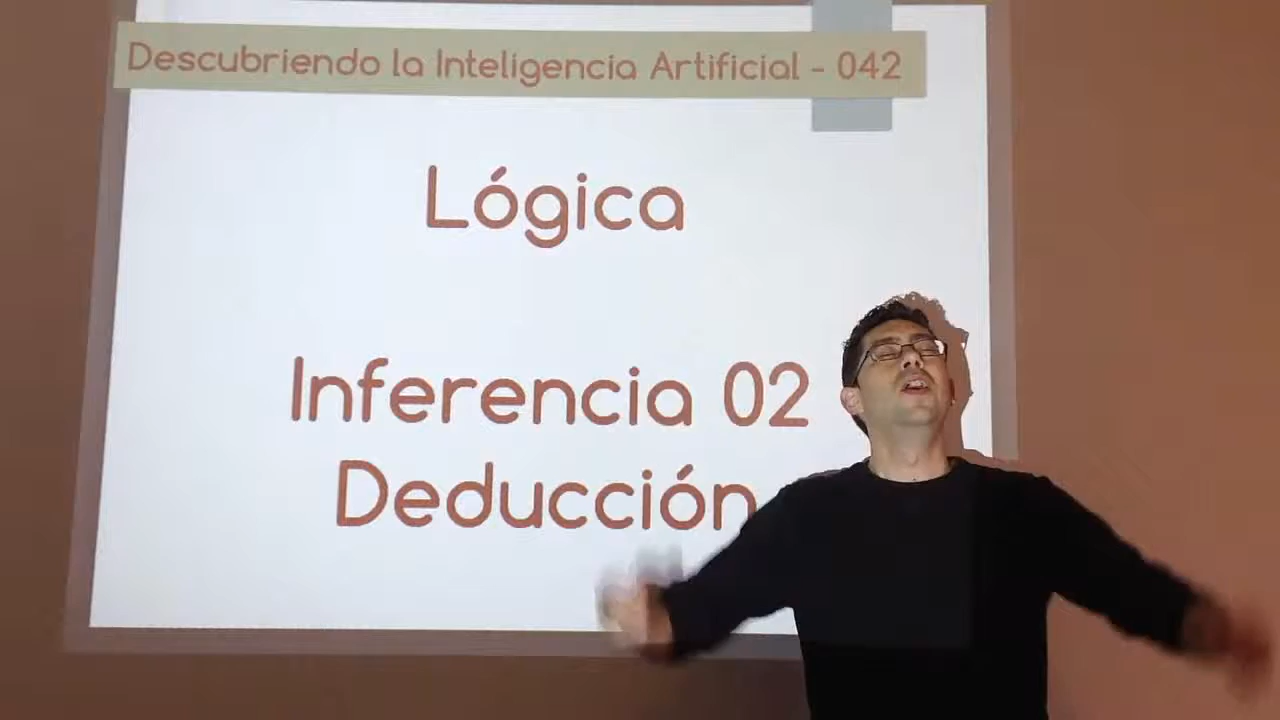 Descubriendo la Inteligencia Artificial - 042
Lógica
Inferencia 02
Deducción